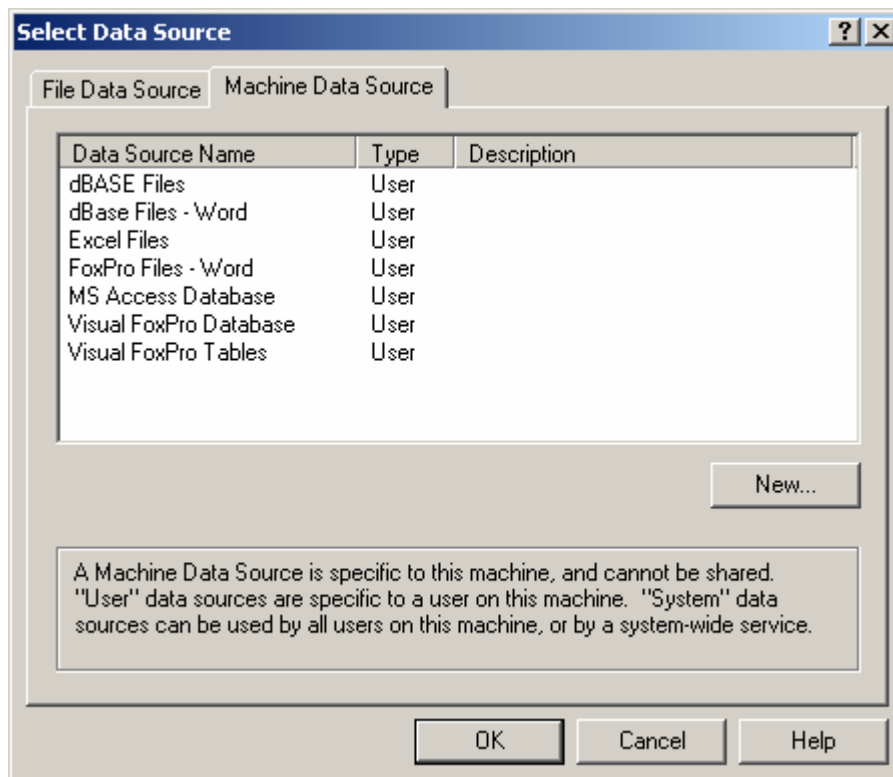 Select Data Source
File Data Source Machine Data Source
Data Source Name Type Description
dBASE Files User
dBase Files - Word User
Excel Files User
FoxPro Files - Word User
MS Access Database User
Visual FoxPro Database User
Visual FoxPro Tables User
New...
A Machine Data Source is specific to this machine, and cannot be shared.
"User" data sources are specific to a user on this machine. "System" data
sources can be used by all users on this machine, or by a system-wide service.
OK Cancel Help